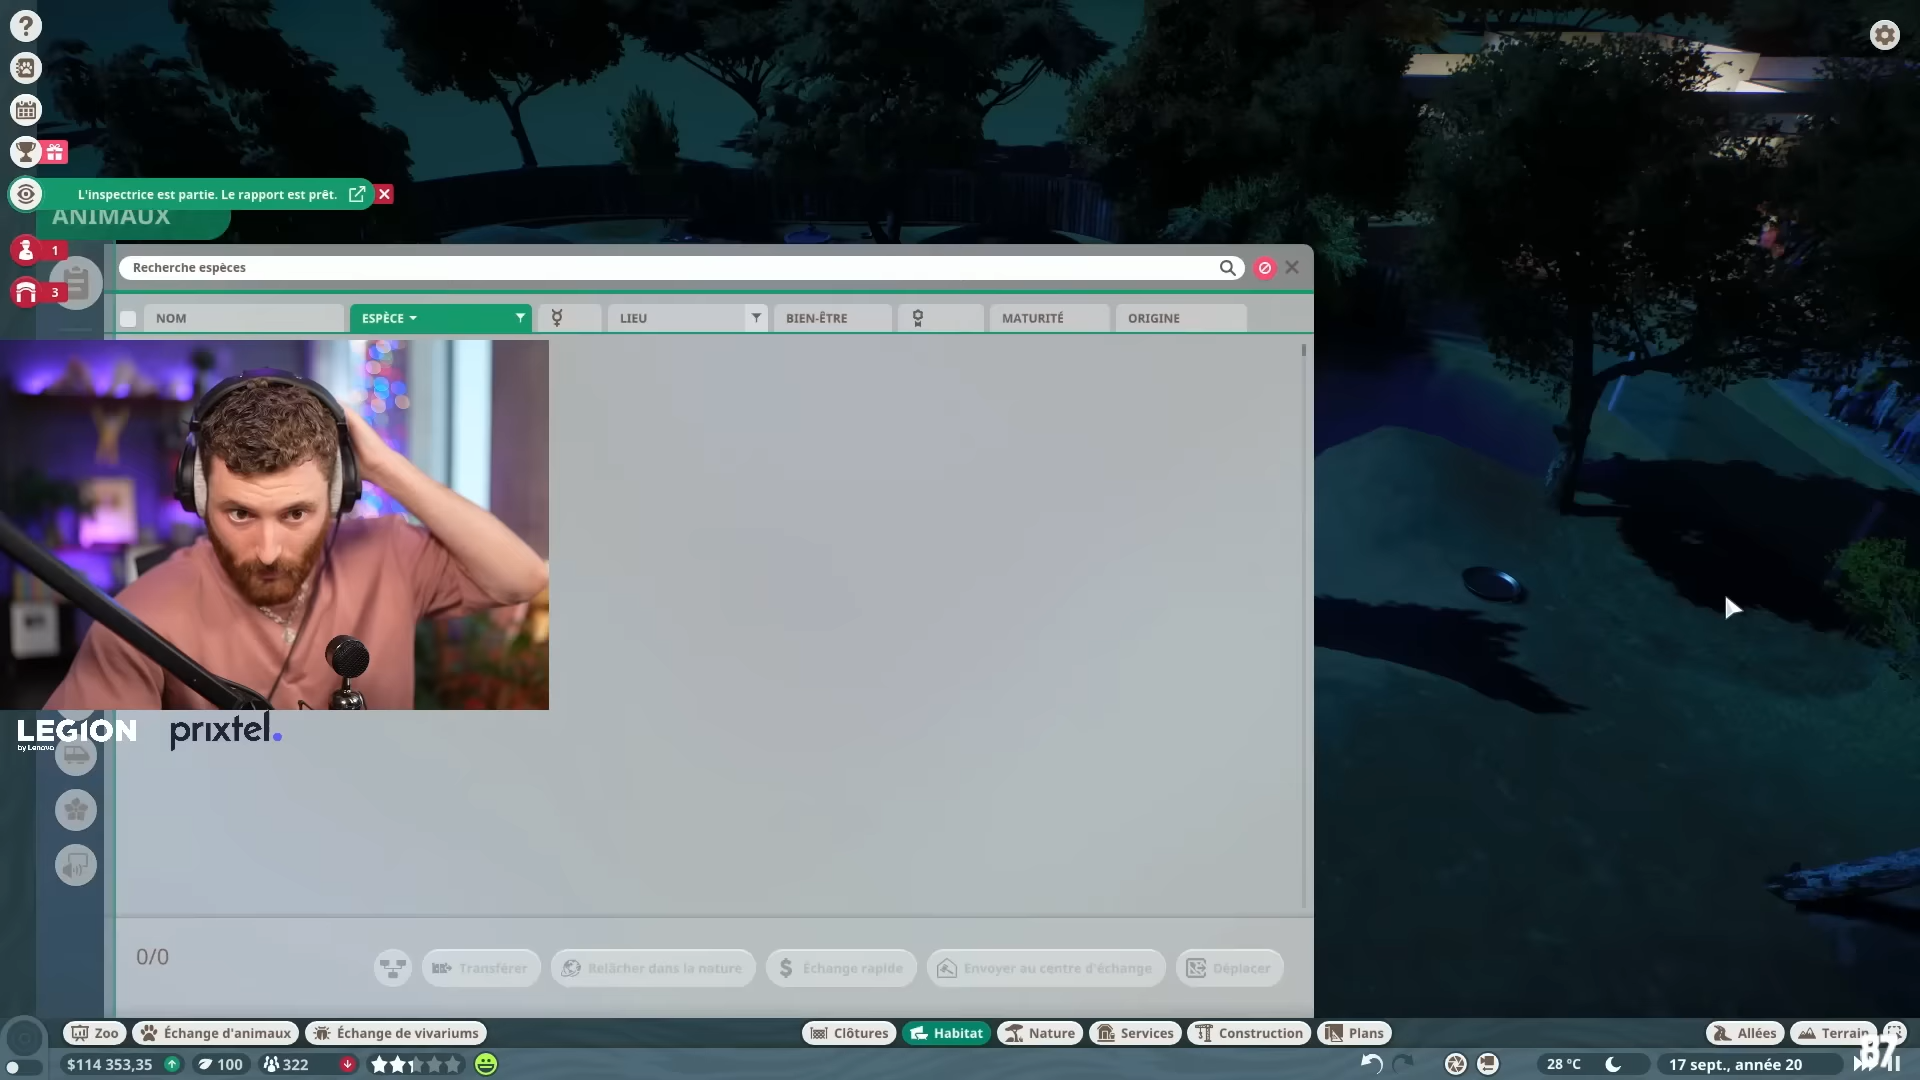 L'inspectrice est partie. Le rapport est prêt.
ANIMAUX
1
3
Recherche espèces
NOM
ESPÈCE
LIEU
BIEN-ÊTRE
MATURITÉ
ORIGINE
LEGION
by Lenovo
prixtel.
0/0
Transférer
Relâcher dans la nature
Échange rapide
Envoyer au centre d'échange
Déplacer
Zoo
Échange d'animaux
Échange de vivariums
Clôtures
Habitat
Nature
Services
Construction
Plans
Allées
Terrain
87
$114 353,35
100
322
28 °C
17 sept., année 20